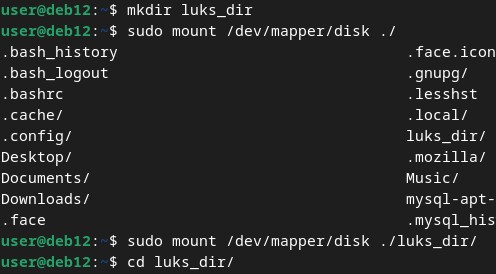 user@deb12:~$ mkdir luks_dir
user@deb12:~$ sudo mount /dev/mapper/disk ./
.bash_history .face.icon
.bash_logout .gnupg/
.bashrc .lesshst
.cache/ .local/
.config/ luks_dir/
Desktop/ .mozilla/
Documents/ Music/
Downloads/ mysql-apt-
.face .mysql_his
user@deb12:~$ sudo mount /dev/mapper/disk ./luks_dir/
user@deb12:~$ cd luks_dir/